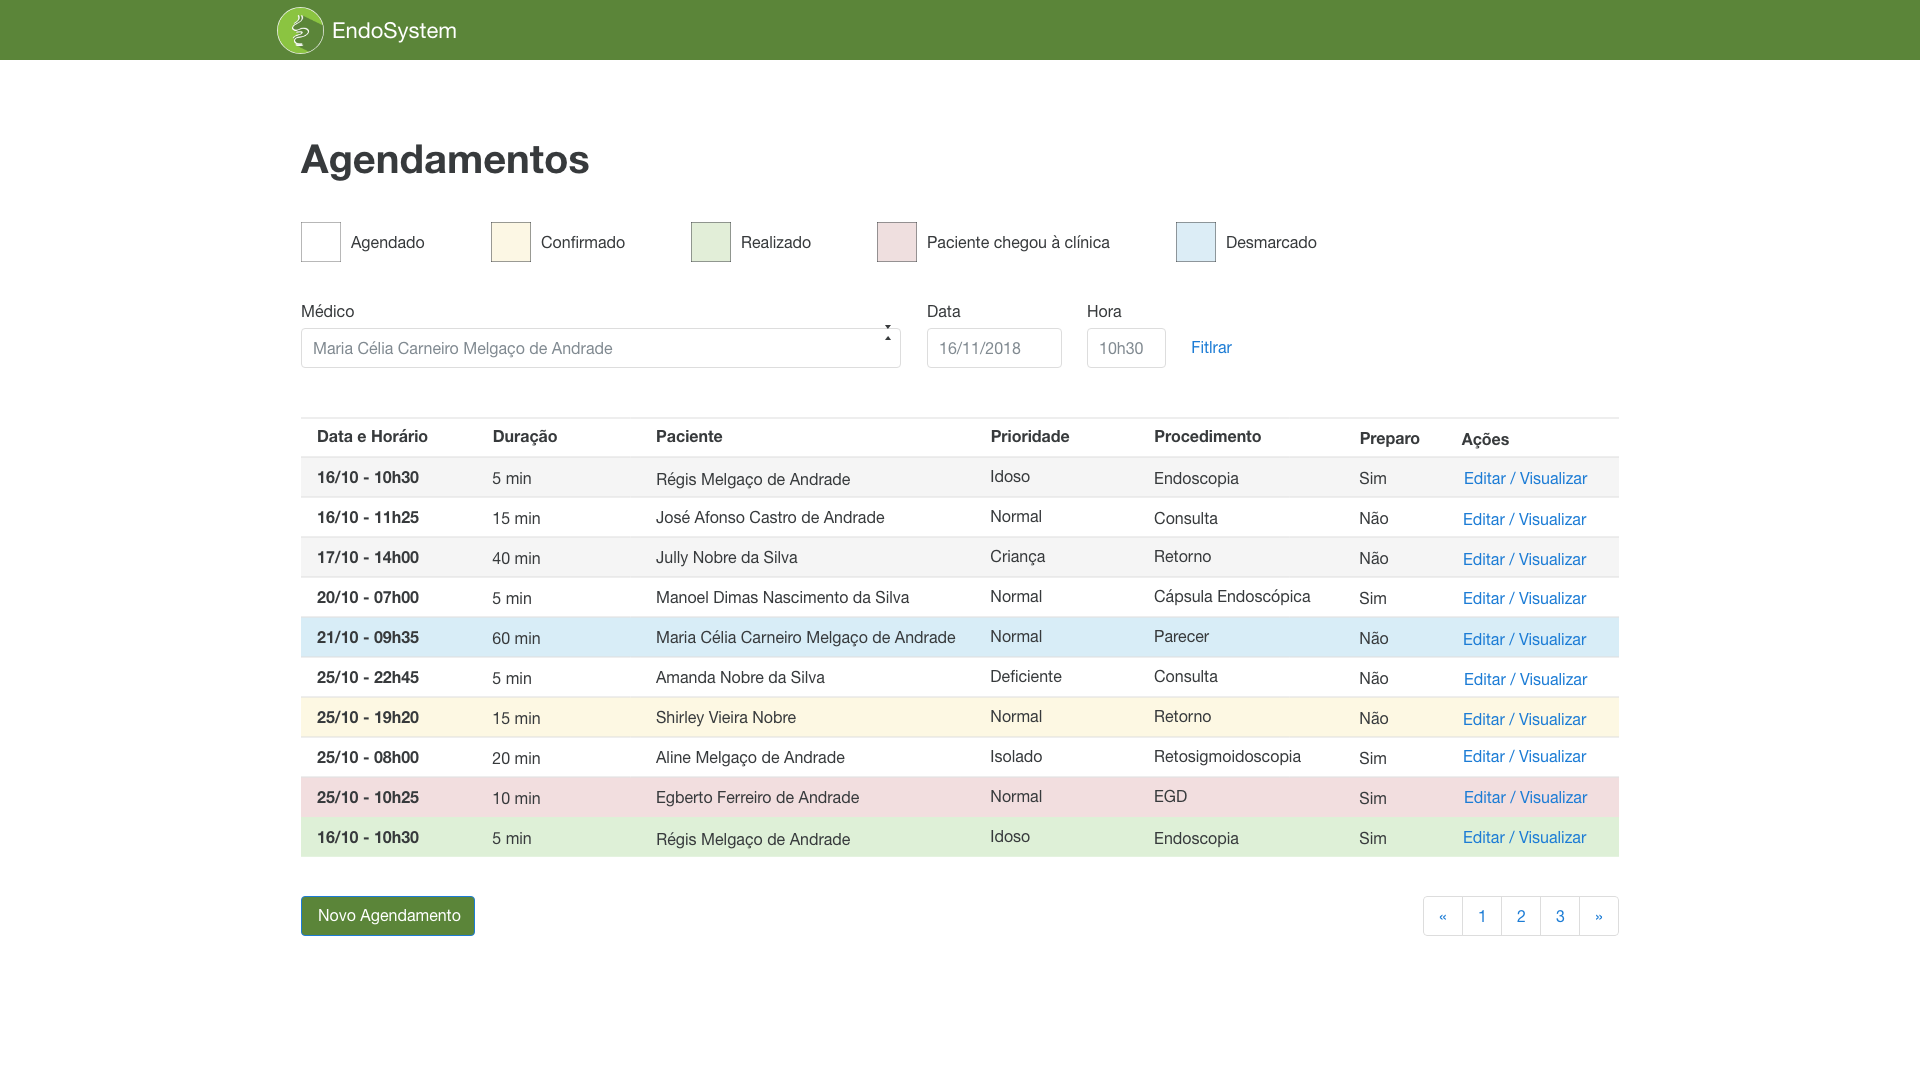 EndoSystem
Agendamentos
Agendado Confirmado Realizado Paciente chegou à clínica Desmarcado
Médico Data Hora
Maria Célia Carneiro Melgaço de Andrade 16/11/2018 10h30 Fitlrar
Data e Horário Duração Paciente Prioridade Procedimento Preparo Ações
16/10 - 10h30 5 min Régis Melgaço de Andrade Idoso Endoscopia Sim Editar / Visualizar
16/10 - 11h25 15 min José Afonso Castro de Andrade Normal Consulta Não Editar / Visualizar
17/10 - 14h00 40 min Jully Nobre da Silva Criança Retorno Não Editar / Visualizar
20/10 - 07h00 5 min Manoel Dimas Nascimento da Silva Normal Cápsula Endoscópica Sim Editar / Visualizar
21/10 - 09h35 60 min Maria Célia Carneiro Melgaço de Andrade Normal Parecer Não Editar / Visualizar
25/10 - 22h45 5 min Amanda Nobre da Silva Deficiente Consulta Não Editar / Visualizar
25/10 - 19h20 15 min Shirley Vieira Nobre Normal Retorno Não Editar / Visualizar
25/10 - 08h00 20 min Aline Melgaço de Andrade Isolado Retosigmoidoscopia Sim Editar / Visualizar
25/10 - 10h25 10 min Egberto Ferreiro de Andrade Normal EGD Sim Editar / Visualizar
16/10 - 10h30 5 min Régis Melgaço de Andrade Idoso Endoscopia Sim Editar / Visualizar
Novo Agendamento « 1 2 3 »